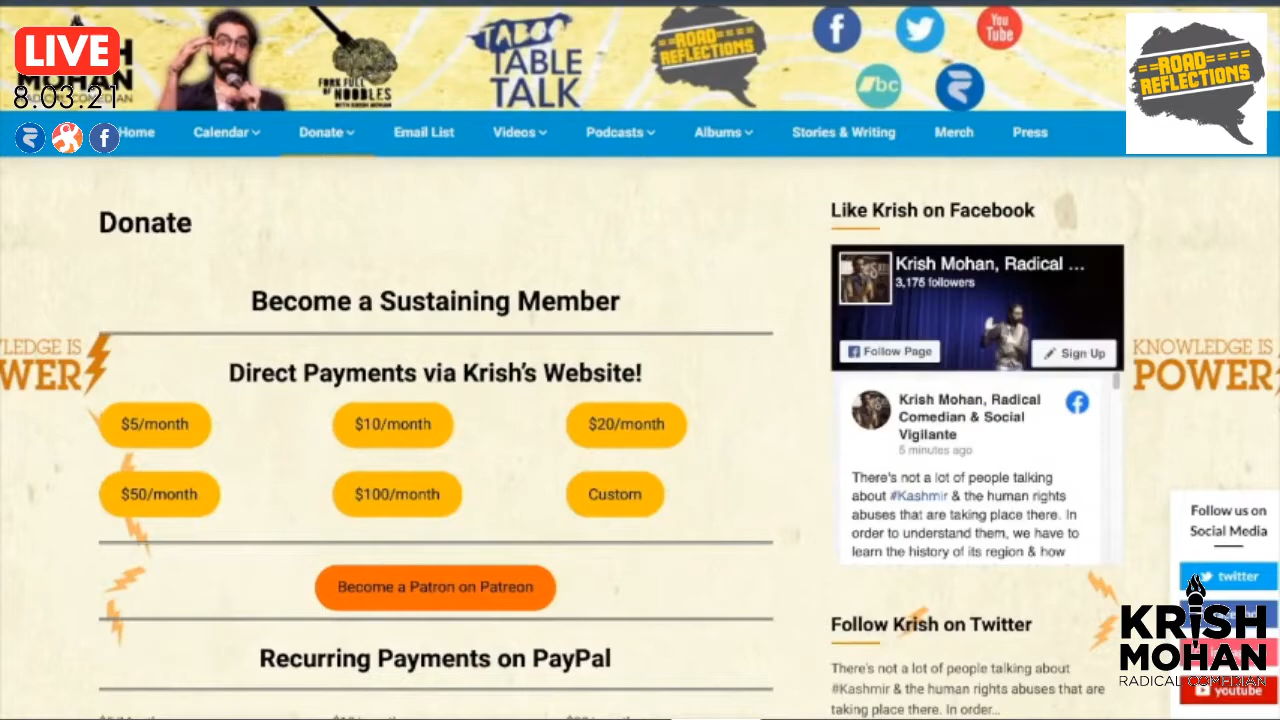 LIVE
MOHAN
8.03.21
FORK FULL
OF NOODLES
WITH KRISH MOHAN
TABOO
TABLE
TALK
==ROAD====
REFLECTIONS
You
Tube
bc
==ROAD====
REFLECTIONS
Home
Calendar
Donate
Email List
Videos
Podcasts
Albums
Stories & Writing
Merch
Press
Donate
Become a Sustaining Member
Direct Payments via Krish's Website!
$5/month
$10/month
$20/month
$50/month
$100/month
Custom
Become a Patron on Patreon
Recurring Payments on PayPal
LEDGE IS
WER
Like Krish on Facebook
Krish Mohan, Radical ...
3,175 followers
Follow Page
Sign Up
Krish Mohan, Radical
Comedian & Social
Vigilante
5 minutes ago
There's not a lot of people talking
about #Kashmir & the human rights
abuses that are taking place there. In
order to understand them, we have to
learn the history of its region & how
Follow Krish on Twitter
There's not a lot of people talking about
#Kashmir & the human rights abuses that are
taking place there. In order...
KNOWLEDGE IS
POWER
Follow us on
Social Media
twitter
youtube
KRISH
MOHAN
RADICAL COMEDIAN